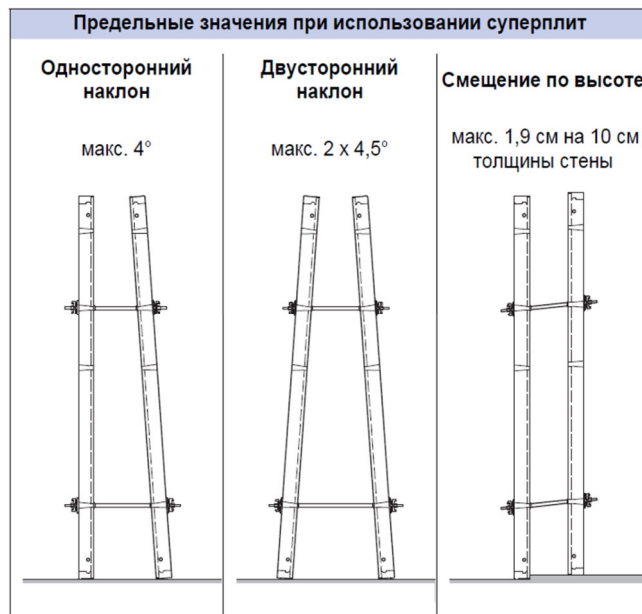 Предельные значения при использовании суперплит
Односторонний
наклон
макс. 4°
Двусторонний
наклон
макс. 2 x 4,5°
Смещение по высоте
макс. 1,9 см на 10 см
толщины стены